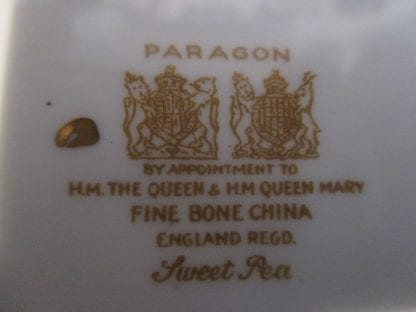 PARAGON
BY APPOINTMENT TO
H.M. THE QUEEN & H.M QUEEN MARY
FINE BONE CHINA
ENGLAND REGD.
Sweet Pea